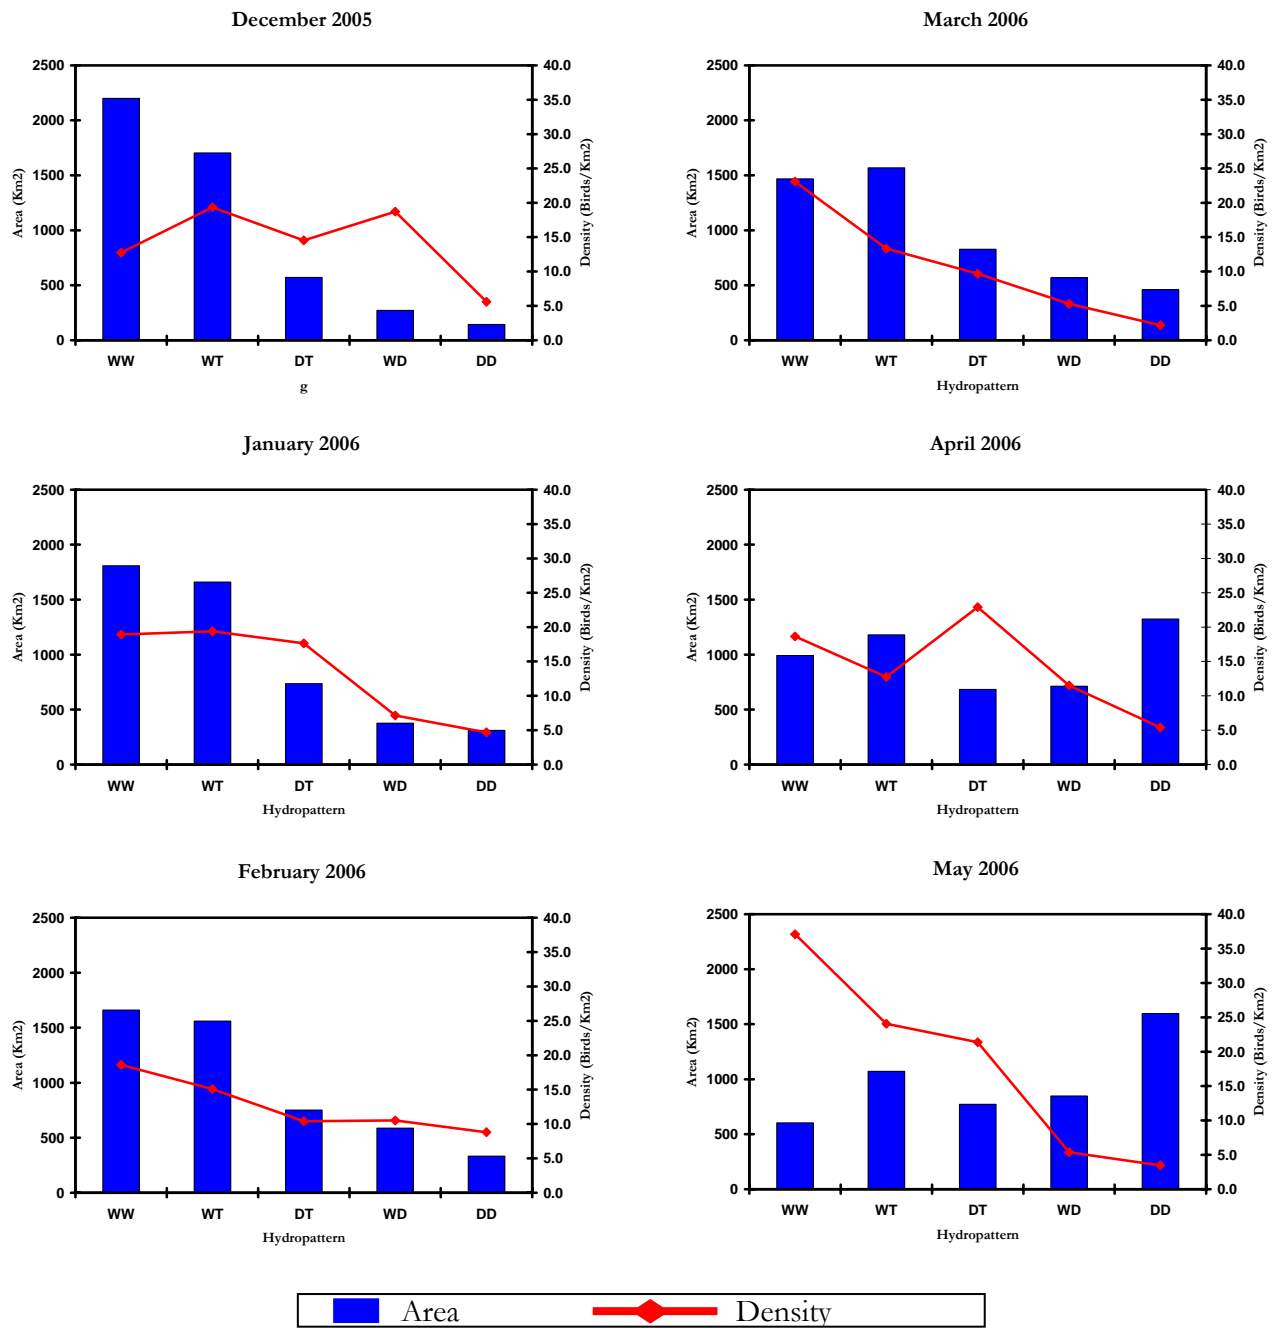 December 2005
2500
2000
1500
1000
500
0
Area (Km2)
40.0
35.0
30.0
25.0
20.0
15.0
10.0
5.0
0.0
Density (Birds/Km2)
WW WT DT WD DD
g
March 2006
2500
2000
1500
1000
500
0
Area (Km2)
40.0
35.0
30.0
25.0
20.0
15.0
10.0
5.0
0.0
Density (Birds/Km2)
WW WT DT WD DD
Hydropattern
January 2006
2500
2000
1500
1000
500
0
Area (Km2)
40.0
35.0
30.0
25.0
20.0
15.0
10.0
5.0
0.0
Density (Birds/Km2)
WW WT DT WD DD
Hydropattern
April 2006
2500
2000
1500
1000
500
0
Area (Km2)
40.0
35.0
30.0
25.0
20.0
15.0
10.0
5.0
0.0
Density (Birds/Km2)
WW WT DT WD DD
Hydropattern
February 2006
2500
2000
1500
1000
500
0
Area (Km2)
40.0
35.0
30.0
25.0
20.0
15.0
10.0
5.0
0.0
Density (Birds/Km2)
WW WT DT WD DD
Hydropattern
May 2006
2500
2000
1500
1000
500
0
Area (Km2)
40.0
35.0
30.0
25.0
20.0
15.0
10.0
5.0
0.0
Density (Birds/Km2)
WW WT DT WD DD
Hydropattern
Area Density